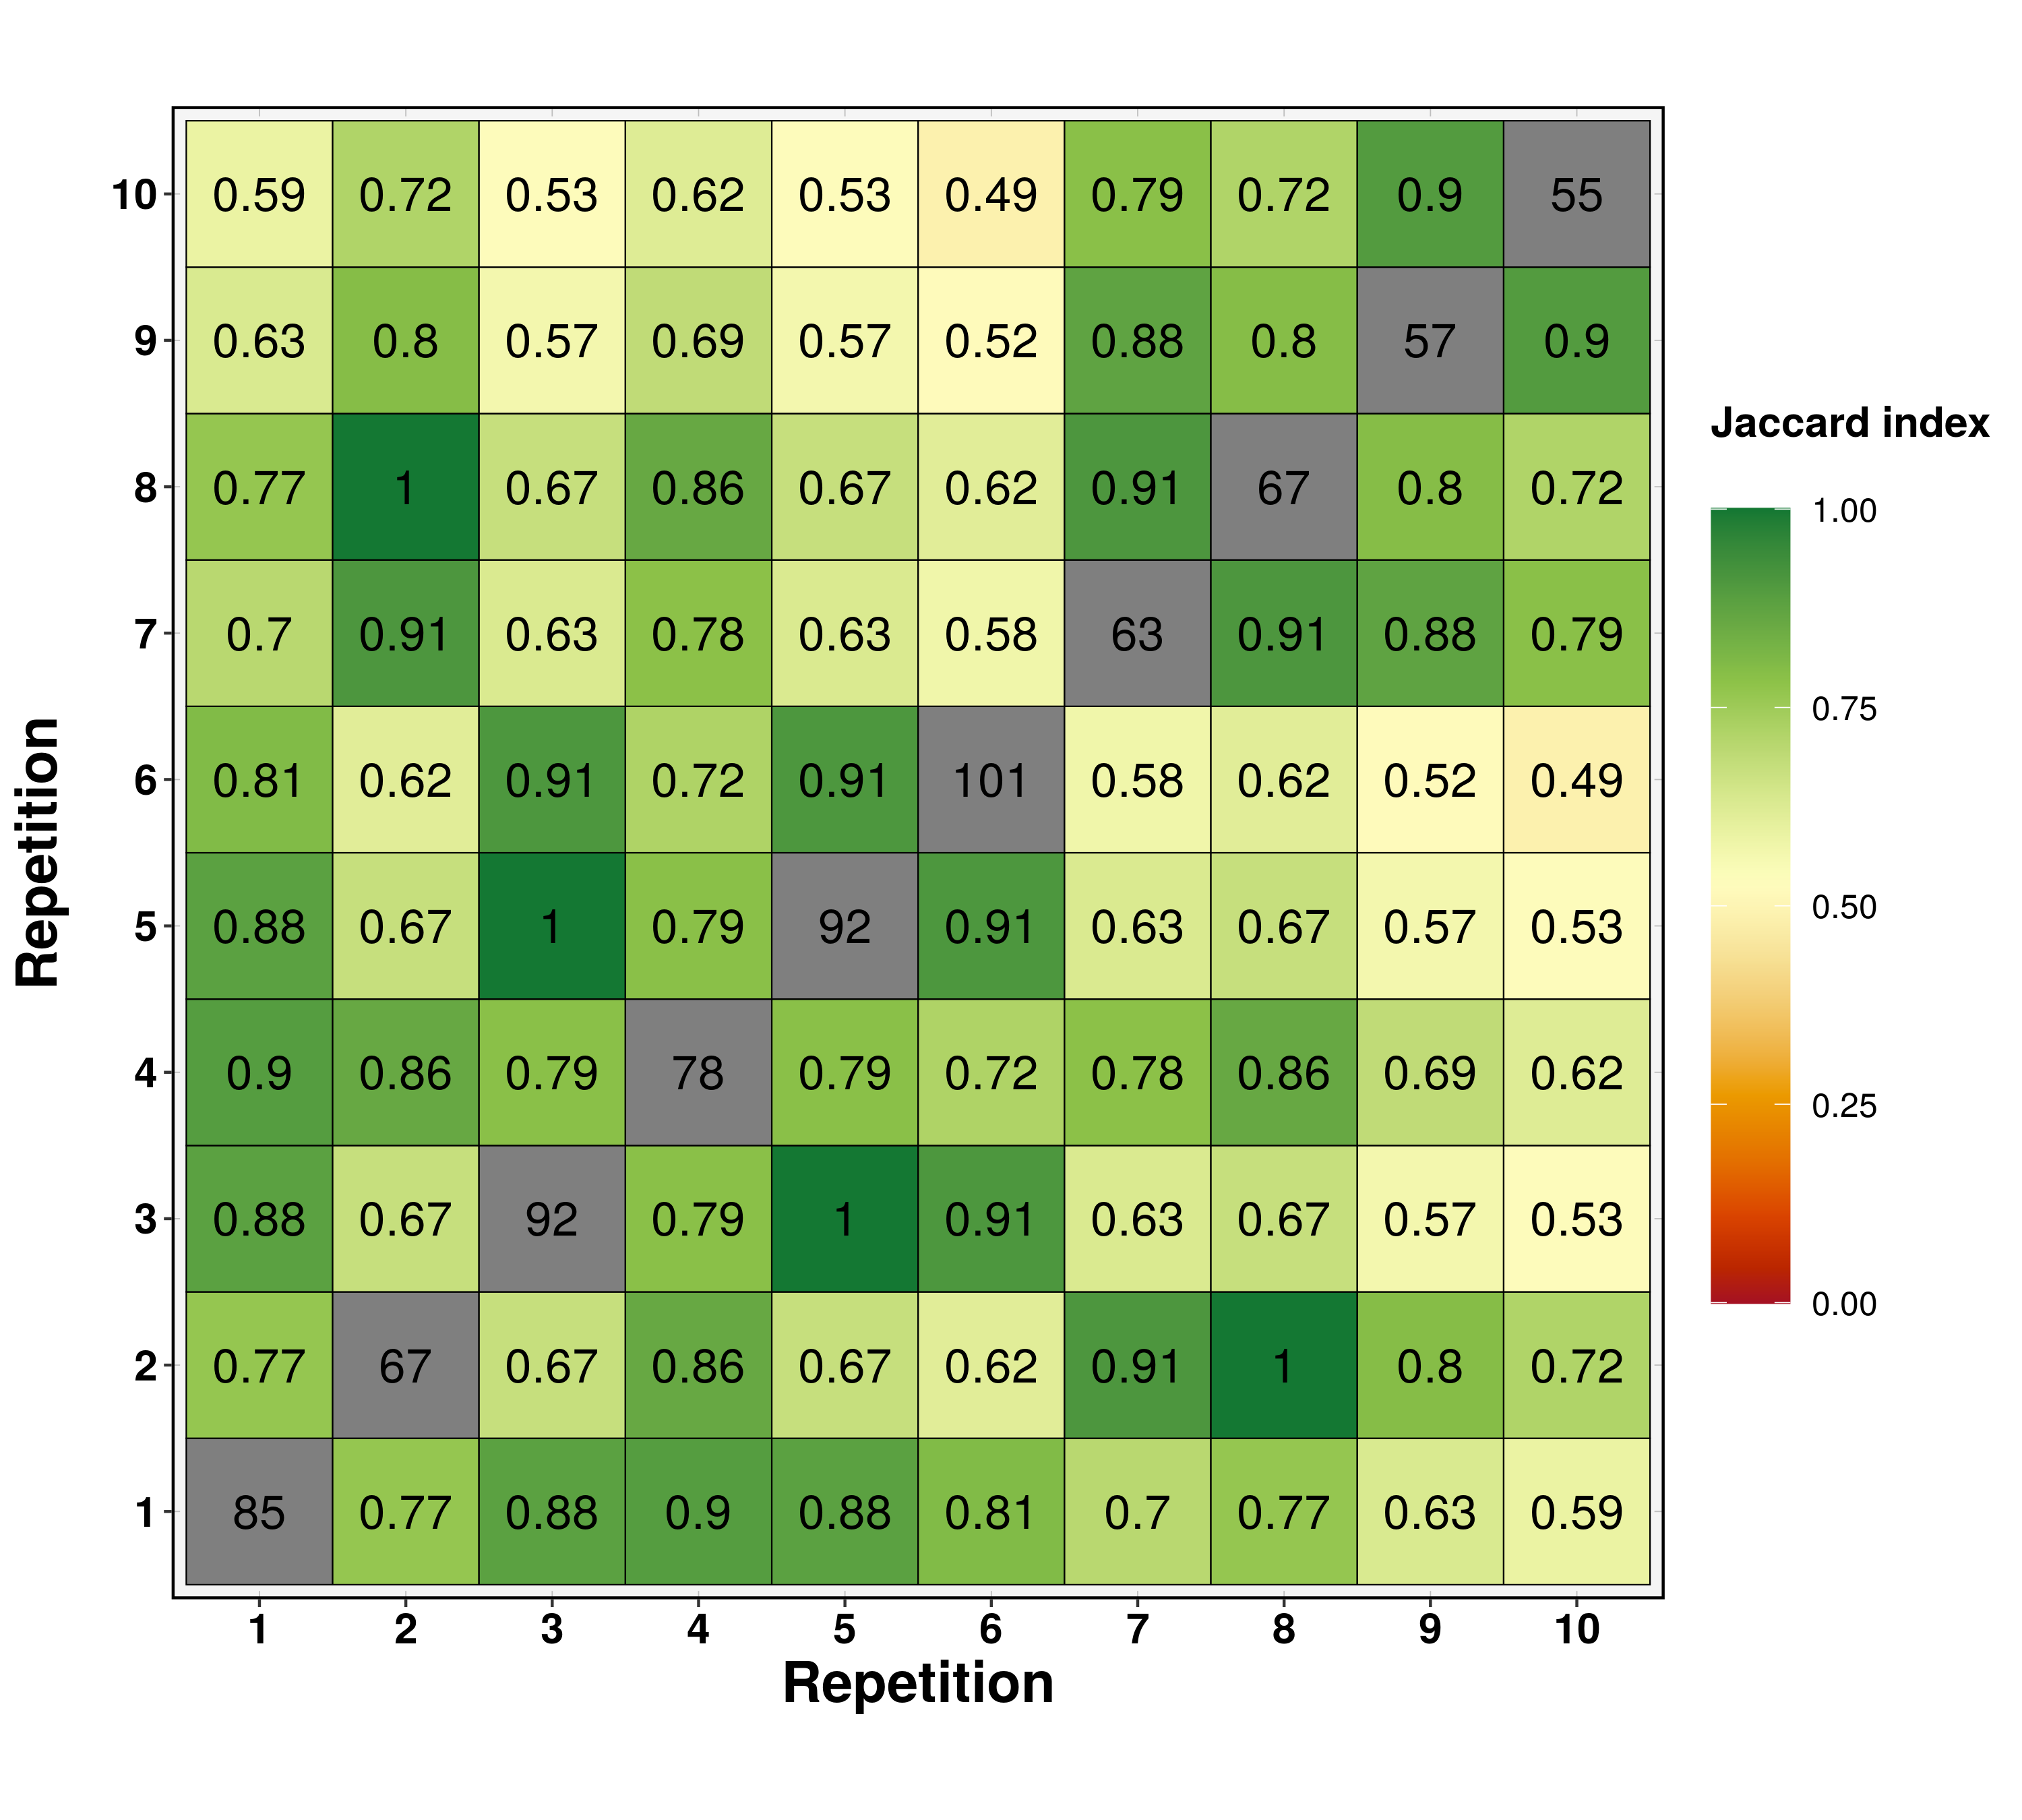 10 0.59 0.72 0.53 0.62 0.53 0.49 0.79 0.72 0.9 55
9 0.63 0.8 0.57 0.69 0.57 0.52 0.88 0.8 57 0.9
8 0.77 1 0.67 0.86 0.67 0.62 0.91 67 0.8 0.72
7 0.7 0.91 0.63 0.78 0.63 0.58 63 0.91 0.88 0.79
6 0.81 0.62 0.91 0.72 0.91 101 0.58 0.62 0.52 0.49
5 0.88 0.67 1 0.79 92 0.91 0.63 0.67 0.57 0.53
4 0.9 0.86 0.79 78 0.79 0.72 0.78 0.86 0.69 0.62
3 0.88 0.67 92 0.79 1 0.91 0.63 0.67 0.57 0.53
2 0.77 67 0.67 0.86 0.67 0.62 0.91 1 0.8 0.72
1 85 0.77 0.88 0.9 0.88 0.81 0.7 0.77 0.63 0.59
1 2 3 4 5 6 7 8 9 10
Repetition
Repetition
Jaccard index
1.00
0.75
0.50
0.25
0.00